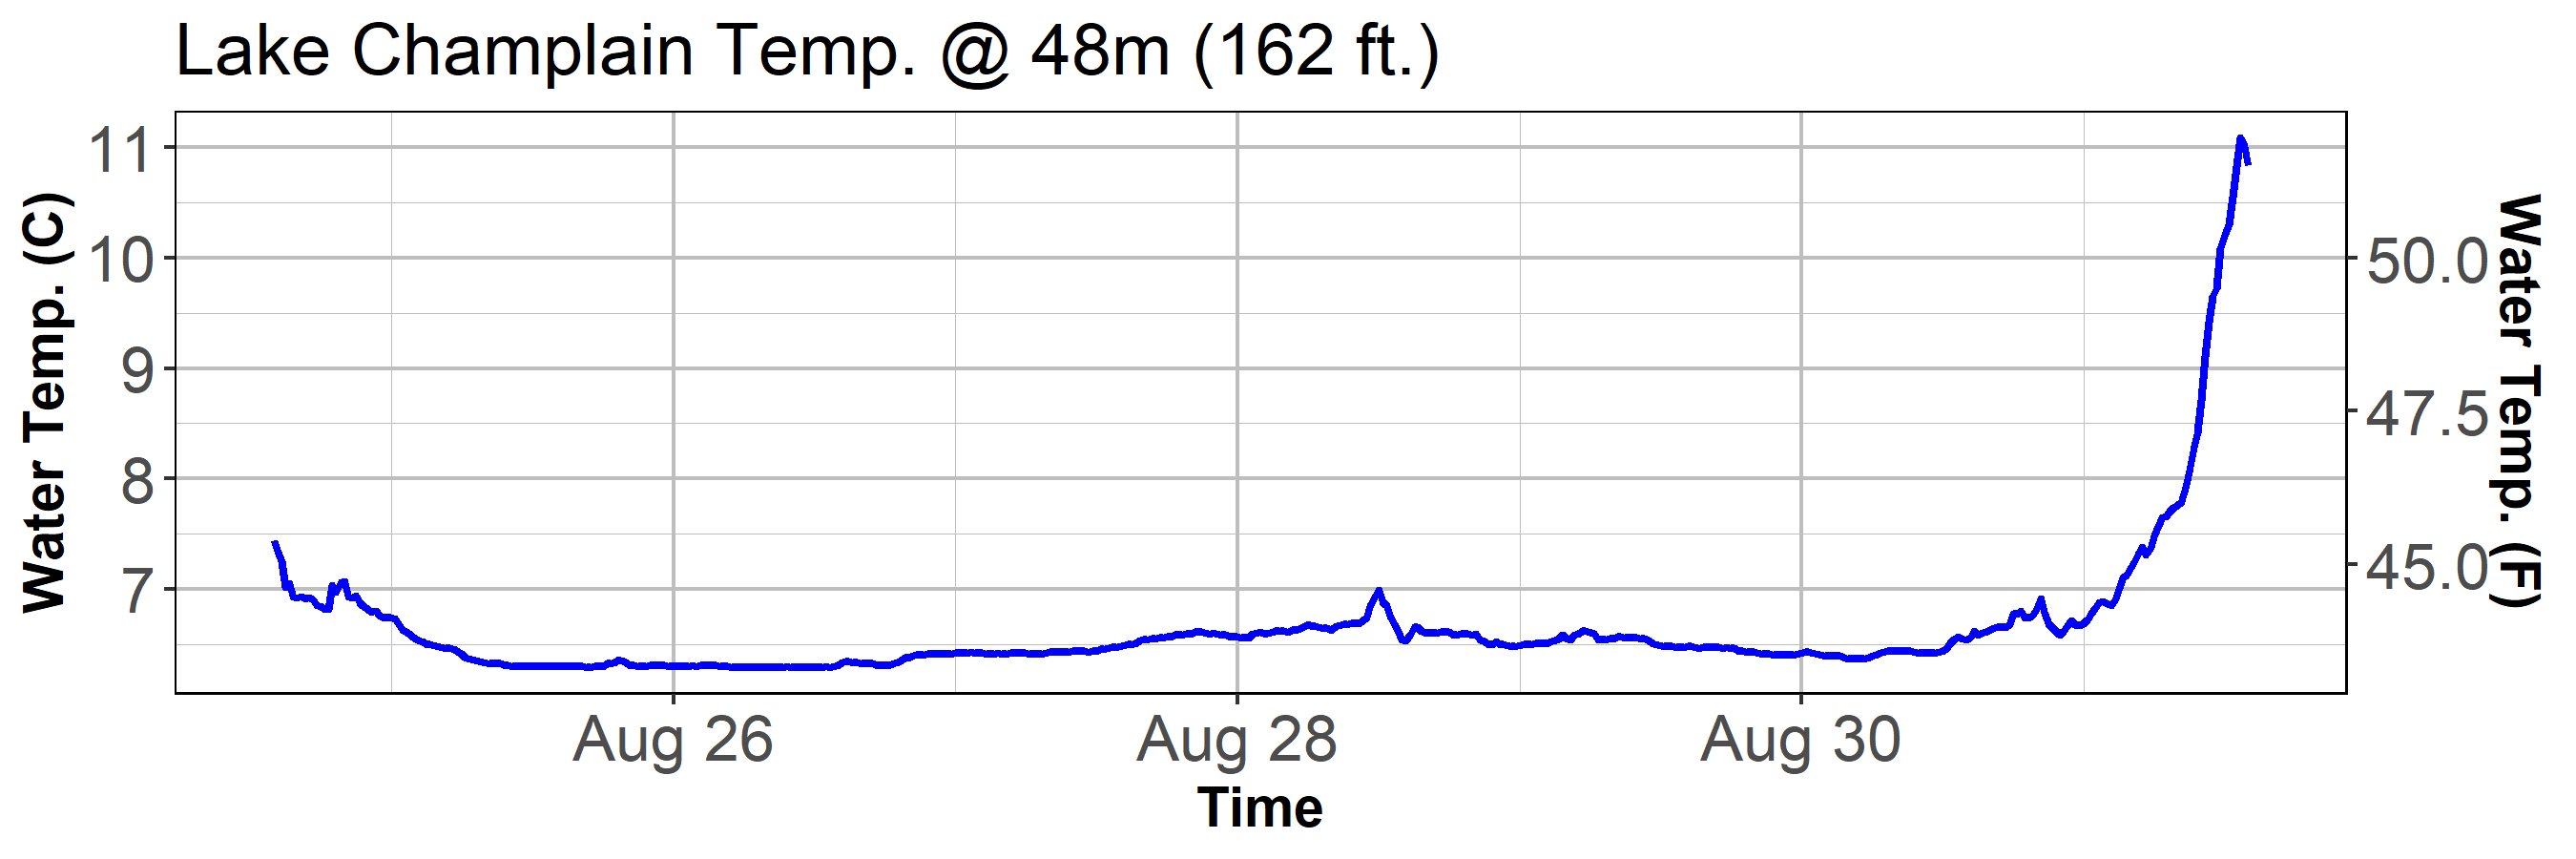 Lake Champlain Temp. @ 48m (162 ft.)
Water Temp. (C)
11
10
9
8
7
50.0
47.5
45.0
Water Temp. (F)
Aug 26
Aug 28
Aug 30
Time